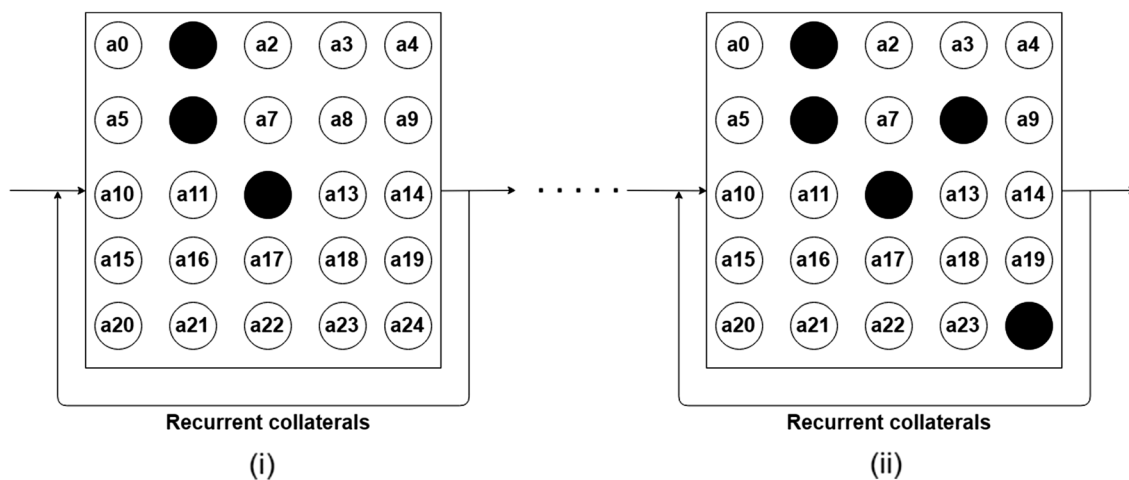 a0 a2 a3 a4 a0 a2 a3 a4
a5 a7 a8 a9 a5 a7 a9
a10 a11 a13 a14 a10 a11 a13 a14
a15 a16 a17 a18 a19 a15 a16 a17 a18 a19
a20 a21 a22 a23 a24 a20 a21 a22 a23
Recurrent collaterals Recurrent collaterals
(i) (ii)